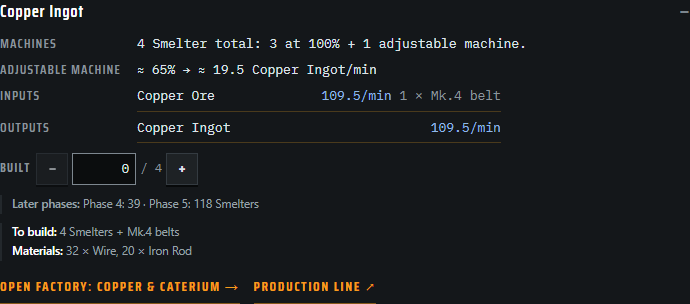 Copper Ingot −
MACHINES 4 Smelter total: 3 at 100% + 1 adjustable machine.
ADJUSTABLE MACHINE ≈ 65% → ≈ 19.5 Copper Ingot/min
INPUTS Copper Ore 109.5/min 1 × Mk.4 belt
OUTPUTS Copper Ingot 109.5/min
BUILT − 0 / 4 +
Later phases: Phase 4: 39 · Phase 5: 118 Smelters
To build: 4 Smelters + Mk.4 belts
Materials: 32 × Wire, 20 × Iron Rod
OPEN FACTORY: COPPER & CATERIUM → PRODUCTION LINE ↗